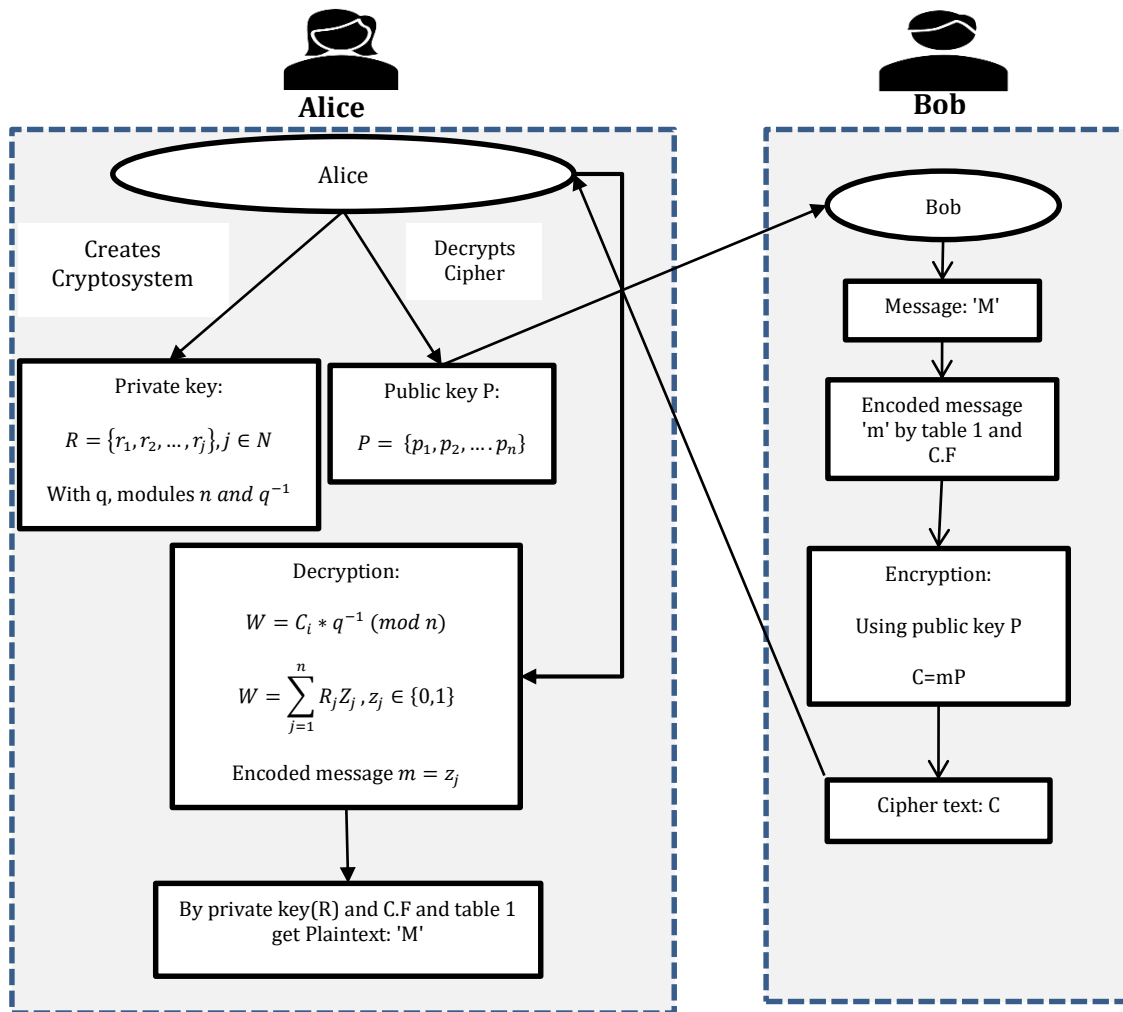 Alice
Bob
Alice
Creates
Cryptosystem
Decrypts
Cipher
Private key:
R = {r₁, r₂, … , rⱼ}, j ∈ N
With q, modules n and q⁻¹
Public key P:
P = {p₁, p₂, … . pₙ}
Decryption:
W = Cᵢ * q⁻¹ (mod n)
W = ∑ⁿⱼ₌₁ RⱼZⱼ , zⱼ ∈ {0,1}
Encoded message m = zⱼ
By private key(R) and C.F and table 1
get Plaintext: 'M'
Bob
Message: 'M'
Encoded message
'm' by table 1 and
C.F
Encryption:
Using public key P
C=mP
Cipher text: C